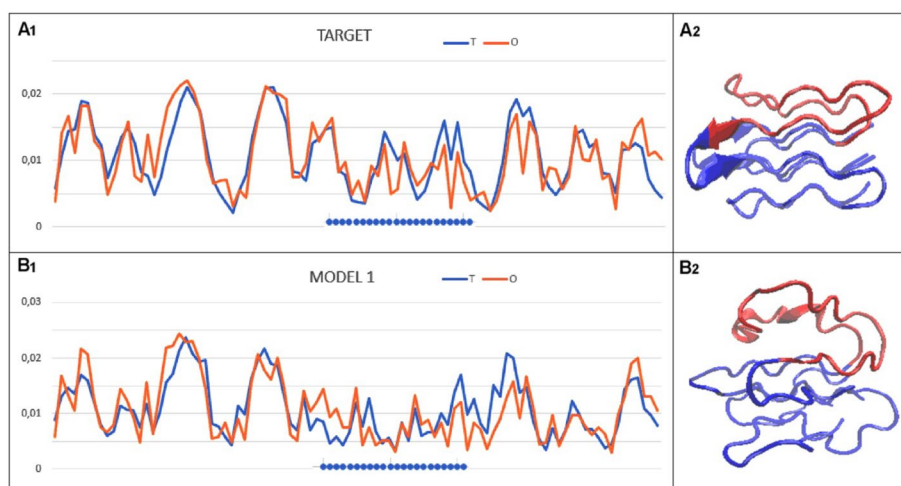 A1
TARGET
T O
0,02
0,01
0
A2
B1
MODEL 1
T O
0,03
0,02
0,01
0
B2